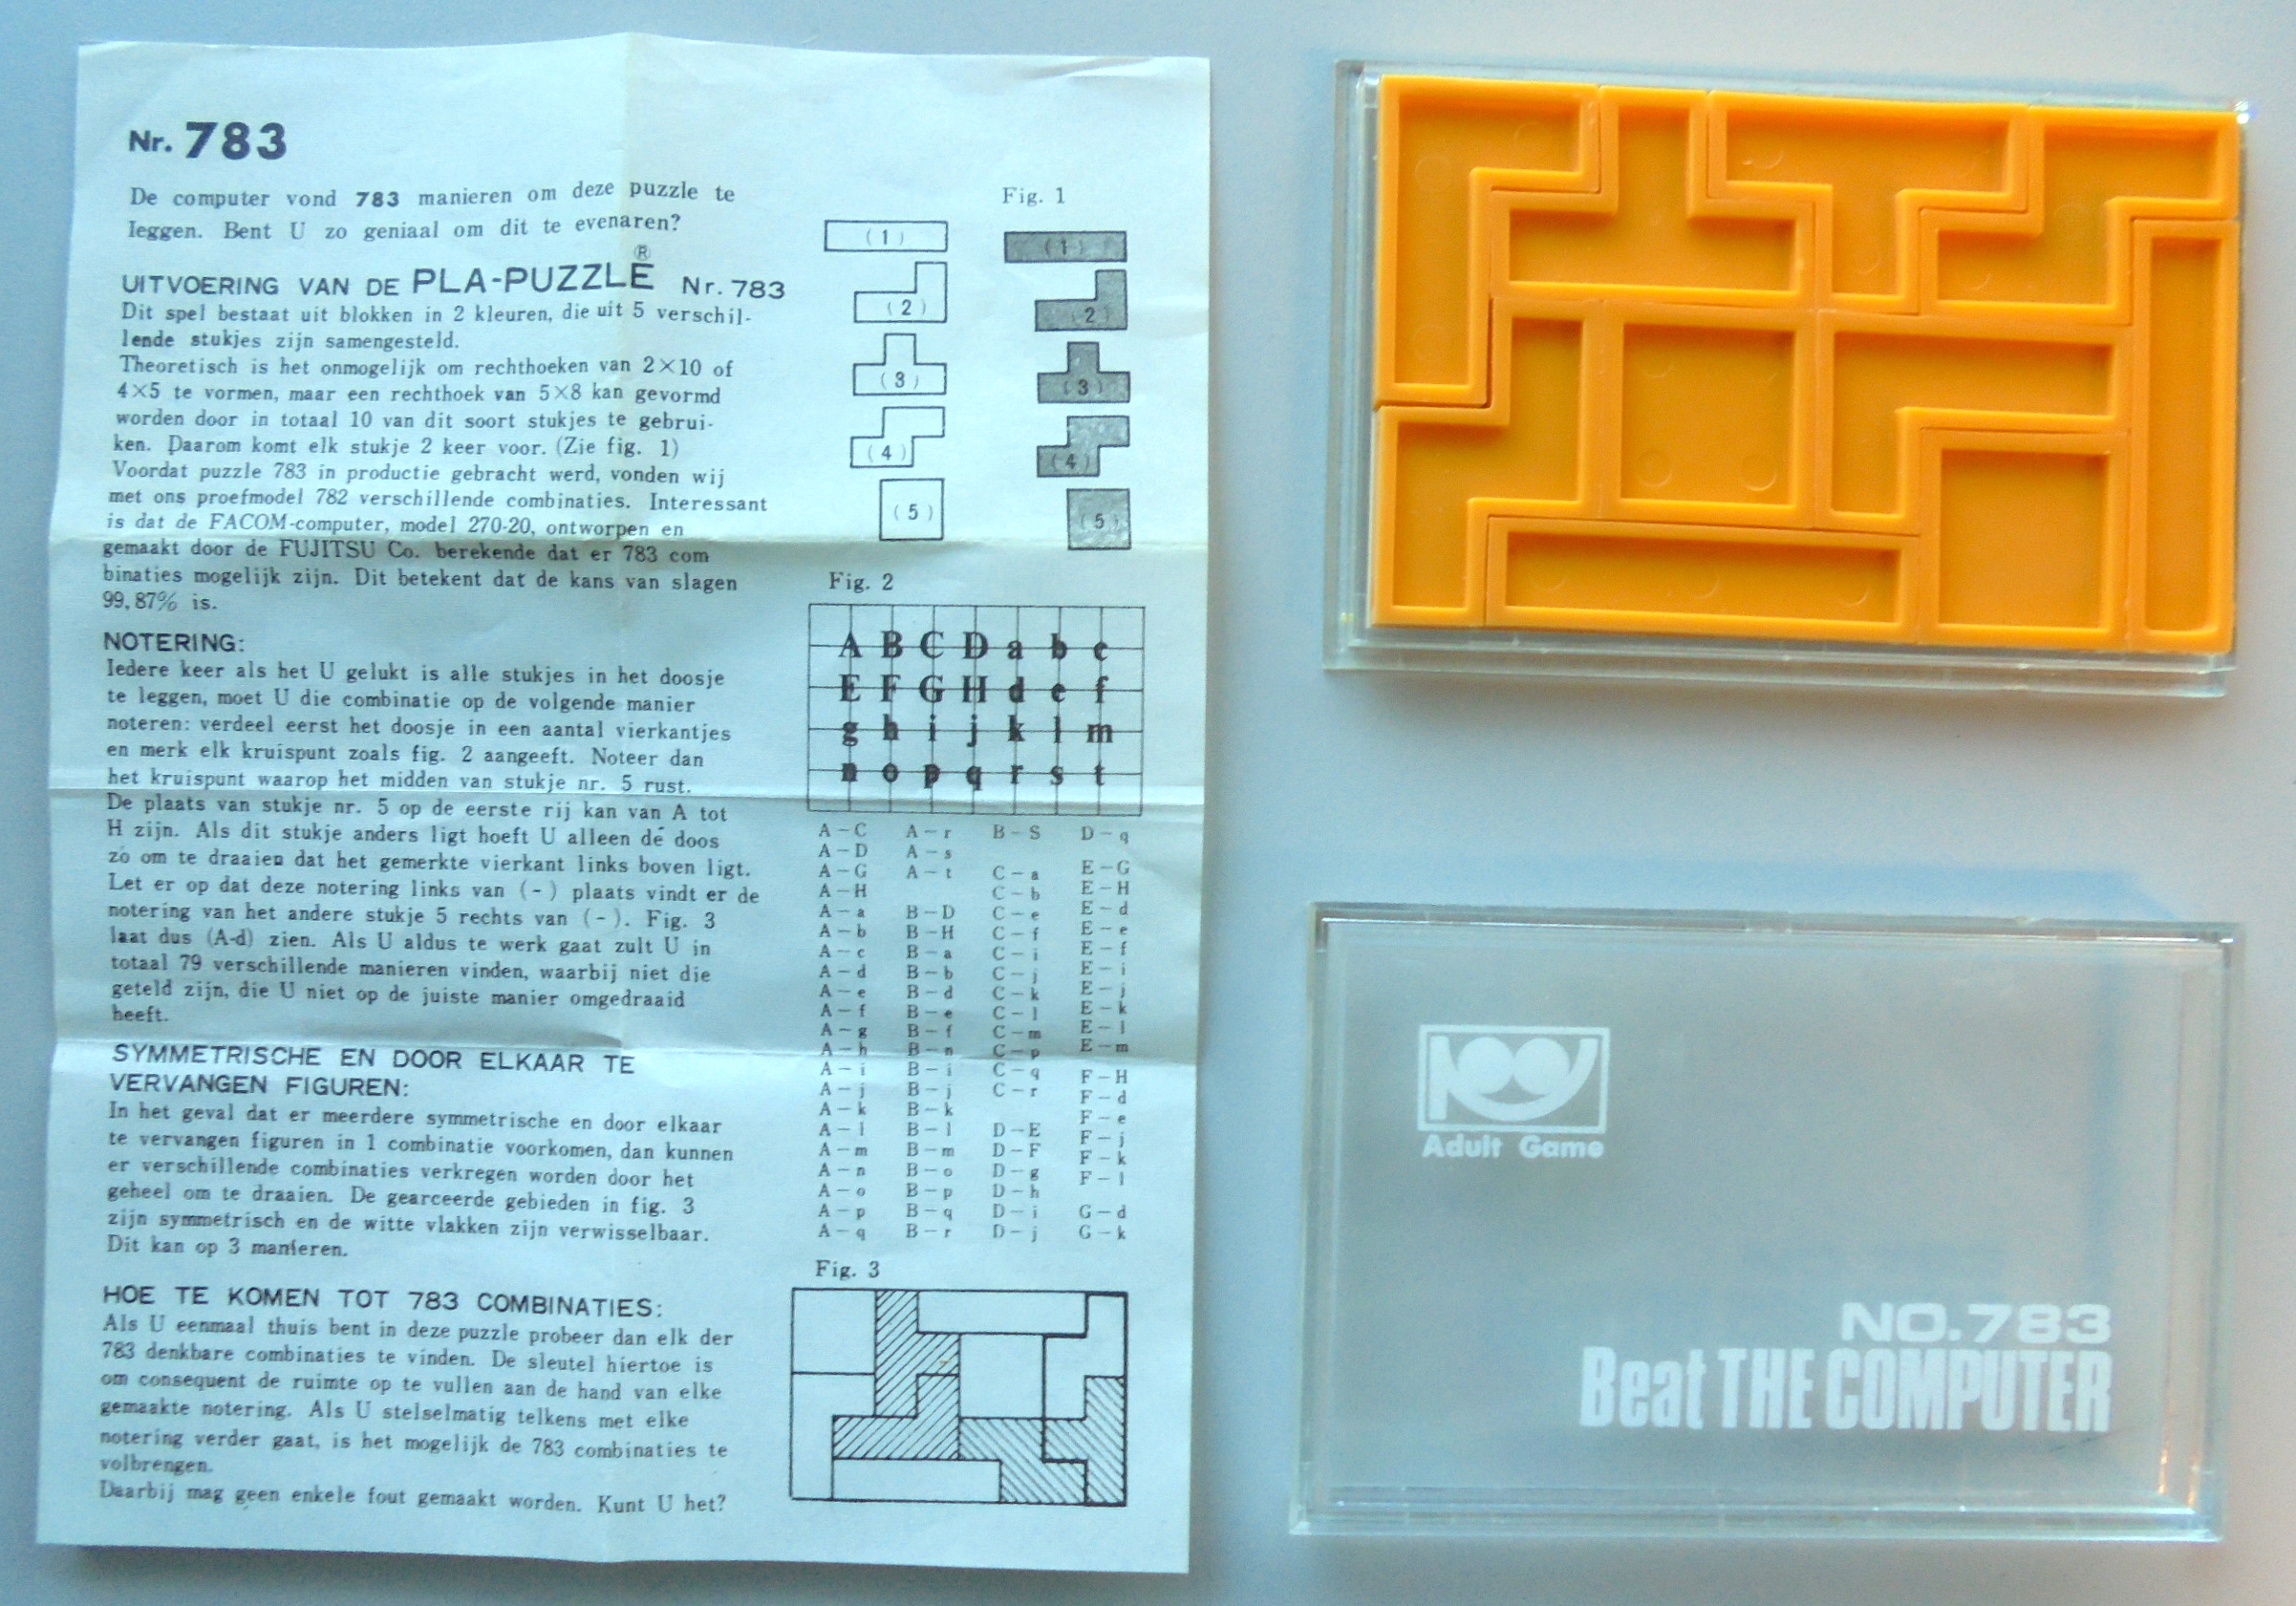 Nr. 783
De computer vond 783 manieren om deze puzzle te
leggen. Bent U zo geniaal om dit te evenaren?
UITVOERING VAN DE PLA-PUZZLE® Nr. 783
Dit spel bestaat uit blokken in 2 kleuren, die uit 5 verschil-
lende stukjes zijn samengesteld.
Theoretisch is het onmogelijk om rechthoeken van 2×10 of
4×5 te vormen, maar een rechthoek van 5×8 kan gevormd
worden door in totaal 10 van dit soort stukjes te gebrui-
ken. Daarom komt elk stukje 2 keer voor. (Zie fig. 1)
Voordat puzzle 783 in productie gebracht werd, vonden wij
met ons proefmodel 782 verschillende combinaties. Interessant
is dat de FACOM-computer, model 270-20, ontworpen en
gemaakt door de FUJITSU Co. berekende dat er 783 com
binaties mogelijk zijn. Dit betekent dat de kans van slagen
99,87% is.
NOTERING:
Iedere keer als het U gelukt is alle stukjes in het doosje
te leggen, moet U die combinatie op de volgende manier
noteren: verdeel eerst het doosje in een aantal vierkantjes
en merk elk kruispunt zoals fig. 2 aangeeft. Noteer dan
het kruispunt waarop het midden van stukje nr. 5 rust.
De plaats van stukje nr. 5 op de eerste rij kan van A tot
H zijn. Als dit stukje anders ligt hoeft U alleen de doos
zo om te draaien dat het gemerkte vierkant links boven ligt.
Let er op dat deze notering links van (-) plaats vindt er de
notering van het andere stukje 5 rechts van (-). Fig. 3
laat dus (A-d) zien. Als U aldus te werk gaat zult U in
totaal 79 verschillende manieren vinden, waarbij niet die
geteld zijn, die U niet op de juiste manier omgedraaid
heeft.
SYMMETRISCHE EN DOOR ELKAAR TE
VERVANGEN FIGUREN:
In het geval dat er meerdere symmetrische en door elkaar
te vervangen figuren in 1 combinatie voorkomen, dan kunnen
er verschillende combinaties verkregen worden door het
geheel om te draaien. De gearceerde gebieden in fig. 3
zijn symmetrisch en de witte vlakken zijn verwisselbaar.
Dit kan op 3 manieren.
HOE TE KOMEN TOT 783 COMBINATIES:
Als U eenmaal thuis bent in deze puzzle probeer dan elk der
783 denkbare combinaties te vinden. De sleutel hiertoe is
om consequent de ruimte op te vullen aan de hand van elke
gemaakte notering. Als U stelselmatig telkens met elke
notering verder gaat, is het mogelijk de 783 combinaties te
volbrengen.
Daarbij mag geen enkele fout gemaakt worden. Kunt U het?
Fig. 1
(1) (1)
(2) (2)
(3) (3)
(4) (4)
(5) (5)
Fig. 2
A B C D a b c
E F G H d e f
g h i j k l m
n o p q r s t
A-C A-r B-S D-q
A-D A-s
A-G A-t C-a E-G
A-H C-b E-H
A-a B-D C-e E-d
A-b B-H C-f E-e
A-c B-a C-i E-f
A-d B-b C-j E-i
A-e B-d C-k E-j
A-f B-e C-l E-k
A-g B-f C-m E-l
A-h B-n C-p E-m
A-i B-i C-q F-H
A-j B-j C-r F-d
A-k B-k F-e
A-l B-l D-E F-j
A-m B-m D-F F-k
A-n B-o D-g F-l
A-o B-p D-h
A-p B-q D-i G-d
A-q B-r D-j G-k
Fig. 3
Adult Game
NO.783
Beat THE COMPUTER